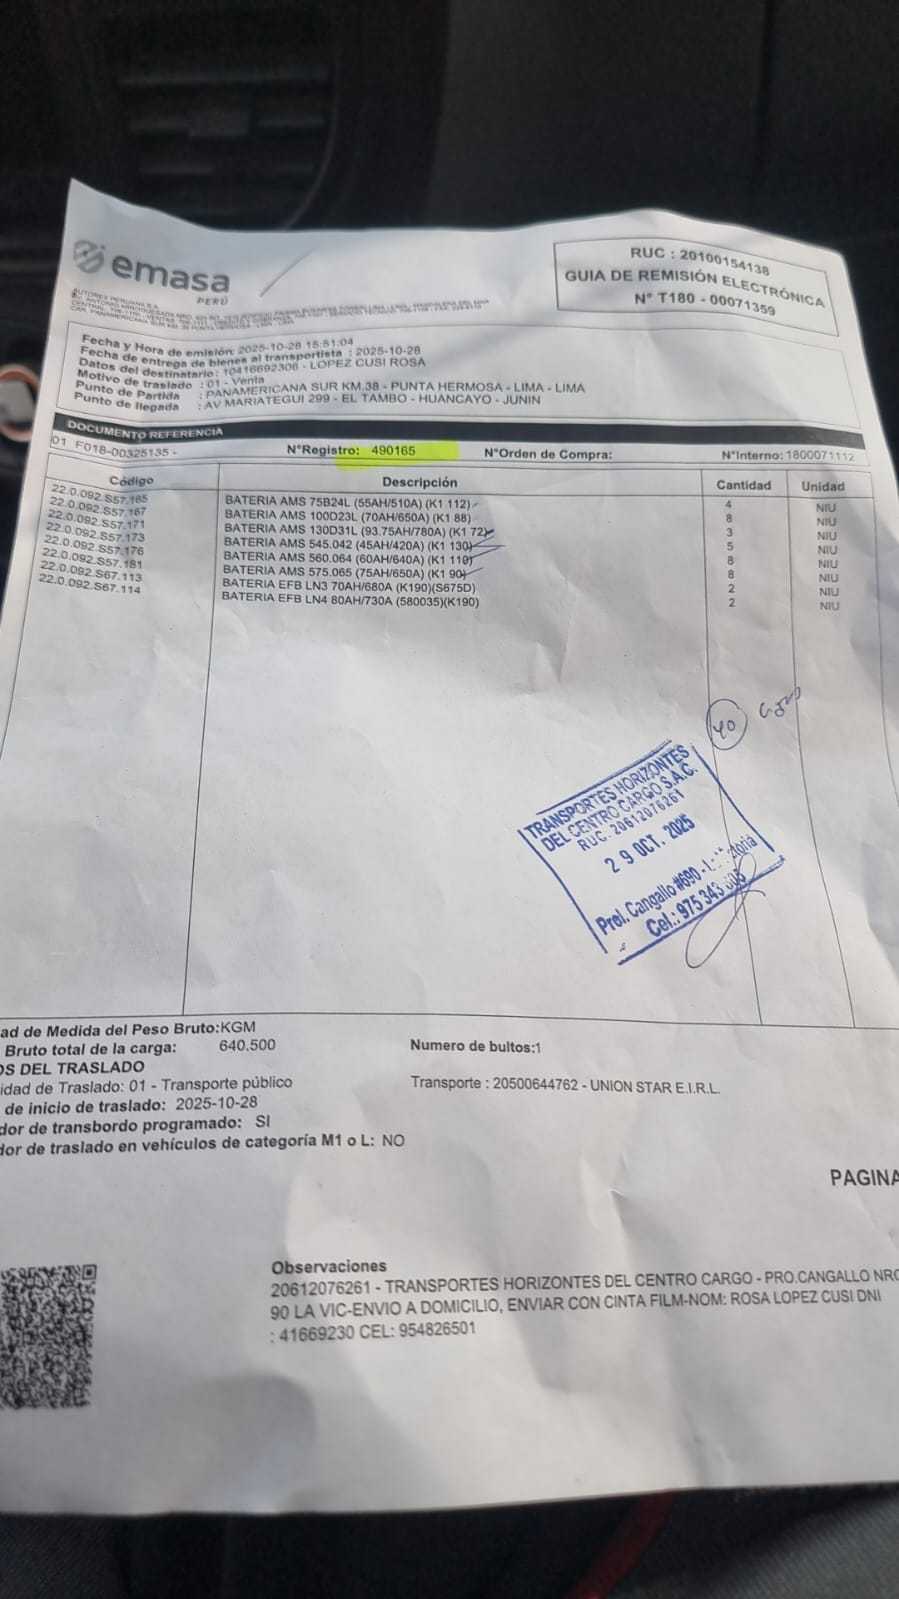 emasa
PERÚ
RUC : 20100154138
GUIA DE REMISIÓN ELECTRÓNICA
N° T180 - 00071359
AUTOREX PERUANA S.A.
Fecha y Hora de emisión: 2025-10-28 15:51:04
Fecha de entrega de bienes al transportista : 2025-10-28
Datos del destinatario: 10416692306 - LOPEZ CUSI ROSA
Motivo de traslado : 01 - Venta
Punto de Partida : PANAMERICANA SUR KM.38 - PUNTA HERMOSA - LIMA - LIMA
Punto de llegada : AV MARIATEGUI 299 - EL TAMBO - HUANCAYO - JUNIN
DOCUMENTO REFERENCIA
01 F018-00325135 - N°Registro: 490165 N°Orden de Compra: N°Interno: 1800071112
Código Descripción Cantidad Unidad
22.0.092.S57.165 BATERIA AMS 75B24L (55AH/510A) (K1 112) 4 NIU
22.0.092.S57.167 BATERIA AMS 100D23L (70AH/650A) (K1 88) 8 NIU
22.0.092.S57.171 BATERIA AMS 130D31L (93.75AH/780A) (K1 72) 3 NIU
22.0.092.S57.173 BATERIA AMS 545.042 (45AH/420A) (K1 130) 5 NIU
22.0.092.S57.176 BATERIA AMS 560.064 (60AH/640A) (K1 110) 8 NIU
22.0.092.S57.181 BATERIA AMS 575.065 (75AH/650A) (K1 90) 8 NIU
22.0.092.S67.113 BATERIA EFB LN3 70AH/680A (K190)(S675D) 2 NIU
22.0.092.S67.114 BATERIA EFB LN4 80AH/730A (580035)(K190) 2 NIU
40
TRANSPORTES HORIZONTES
DEL CENTRO CARGO S.A.C.
RUC. 20612076261
29 OCT. 2025
Prol. Cangallo #690 -
Cel.: 975 343
ad de Medida del Peso Bruto:KGM
Bruto total de la carga: 640.500 Numero de bultos:1
OS DEL TRASLADO
idad de Traslado: 01 - Transporte público Transporte : 20500644762 - UNION STAR E.I.R.L.
de inicio de traslado: 2025-10-28
dor de transbordo programado: SI
dor de traslado en vehículos de categoría M1 o L: NO
PAGINA
Observaciones
20612076261 - TRANSPORTES HORIZONTES DEL CENTRO CARGO - PRO.CANGALLO NRO
90 LA VIC-ENVIO A DOMICILIO, ENVIAR CON CINTA FILM-NOM: ROSA LOPEZ CUSI DNI
: 41669230 CEL: 954826501